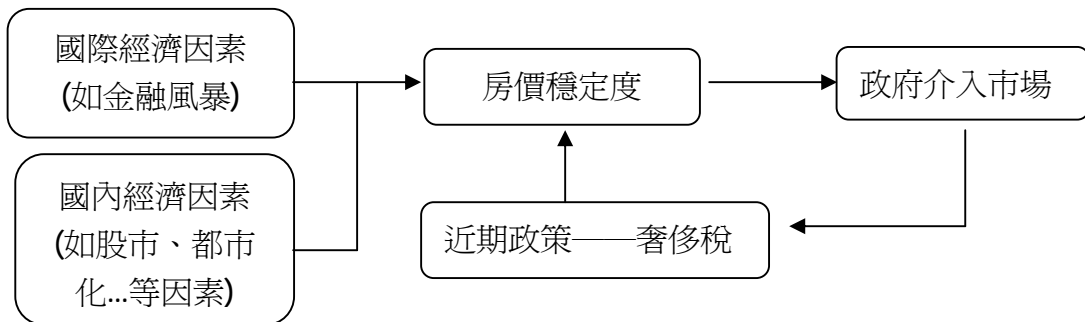 國際經濟因素
(如金融風暴)
房價穩定度
政府介入市場
國內經濟因素
(如股市、都市
化...等因素)
近期政策——奢侈稅